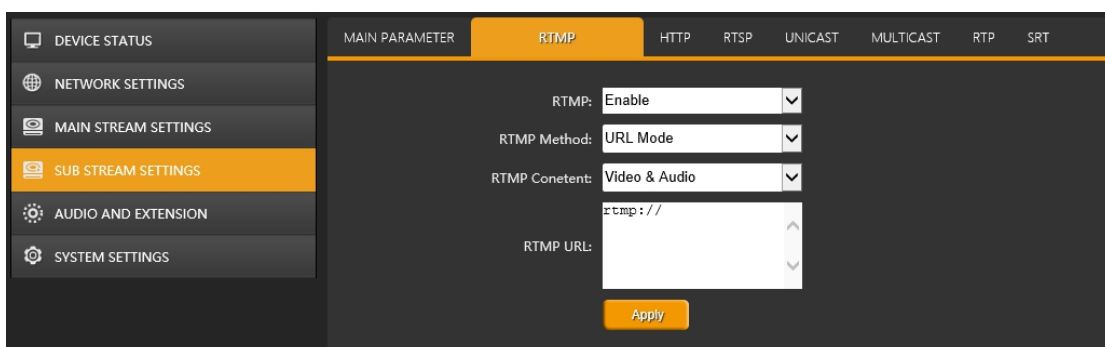 DEVICE STATUS
NETWORK SETTINGS
MAIN STREAM SETTINGS
SUB STREAM SETTINGS
AUDIO AND EXTENSION
SYSTEM SETTINGS
MAIN PARAMETER RTMP HTTP RTSP UNICAST MULTICAST RTP SRT
RTMP: Enable
RTMP Method: URL Mode
RTMP Conetent: Video & Audio
RTMP URL: rtmp://
Apply